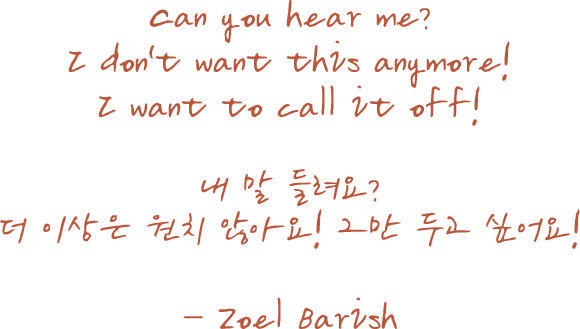 Can you hear me?
I don't want this anymore!
I want to call it off!
내 말 들려요?
더 이상은 원치 않아요! 그만 두고 싶어요!
- Zoel Barish